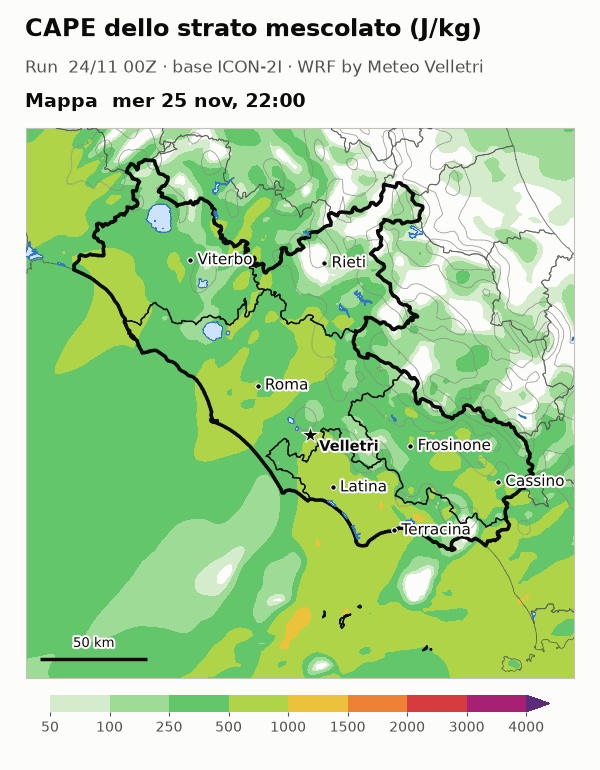 CAPE dello strato mescolato (J/kg)
Run  24/11 00Z · base ICON-2I · WRF by Meteo Velletri
Mappa  mer 25 nov, 22:00
Viterbo
Rieti
Roma
Velletri
Frosinone
Cassino
Latina
Terracina
50 km
50 100 250 500 1000 1500 2000 3000 4000